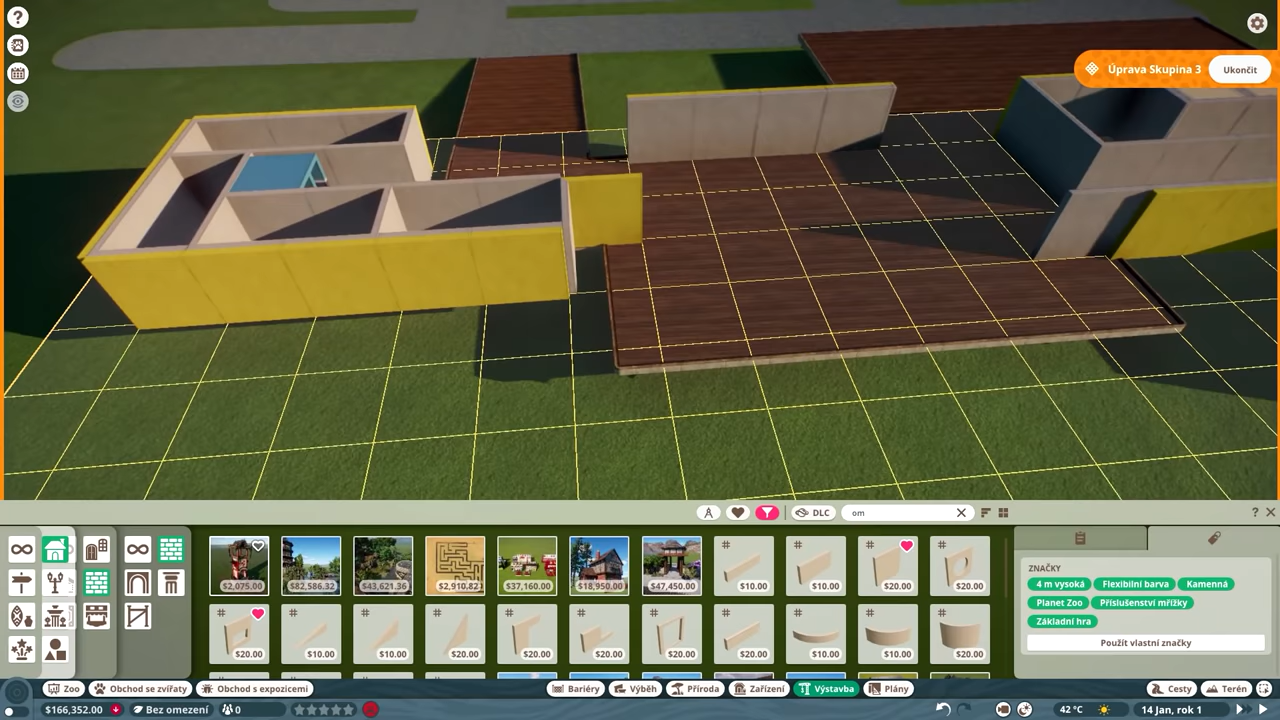 ?
Úprava Skupina 3
Ukončit
DLC
om
?
$2,075.00
$82,586.32
$43,621.36
$2,910.82
$37,160.00
$18,950.00
$47,450.00
$10.00
$10.00
$20.00
$20.00
$20.00
$10.00
$10.00
$20.00
$20.00
$20.00
$20.00
$20.00
$10.00
$20.00
$20.00
ZNAČKY
4 m vysoká
Flexibilní barva
Kamenná
Planet Zoo
Příslušenství mřížky
Základní hra
Použít vlastní značky
Zoo
Obchod se zvířaty
Obchod s expozicemi
Bariéry
Výběh
Příroda
Zařízení
Výstavba
Plány
Cesty
Terén
$166,352.00
Bez omezení
0
42 °C
14 Jan, rok 1